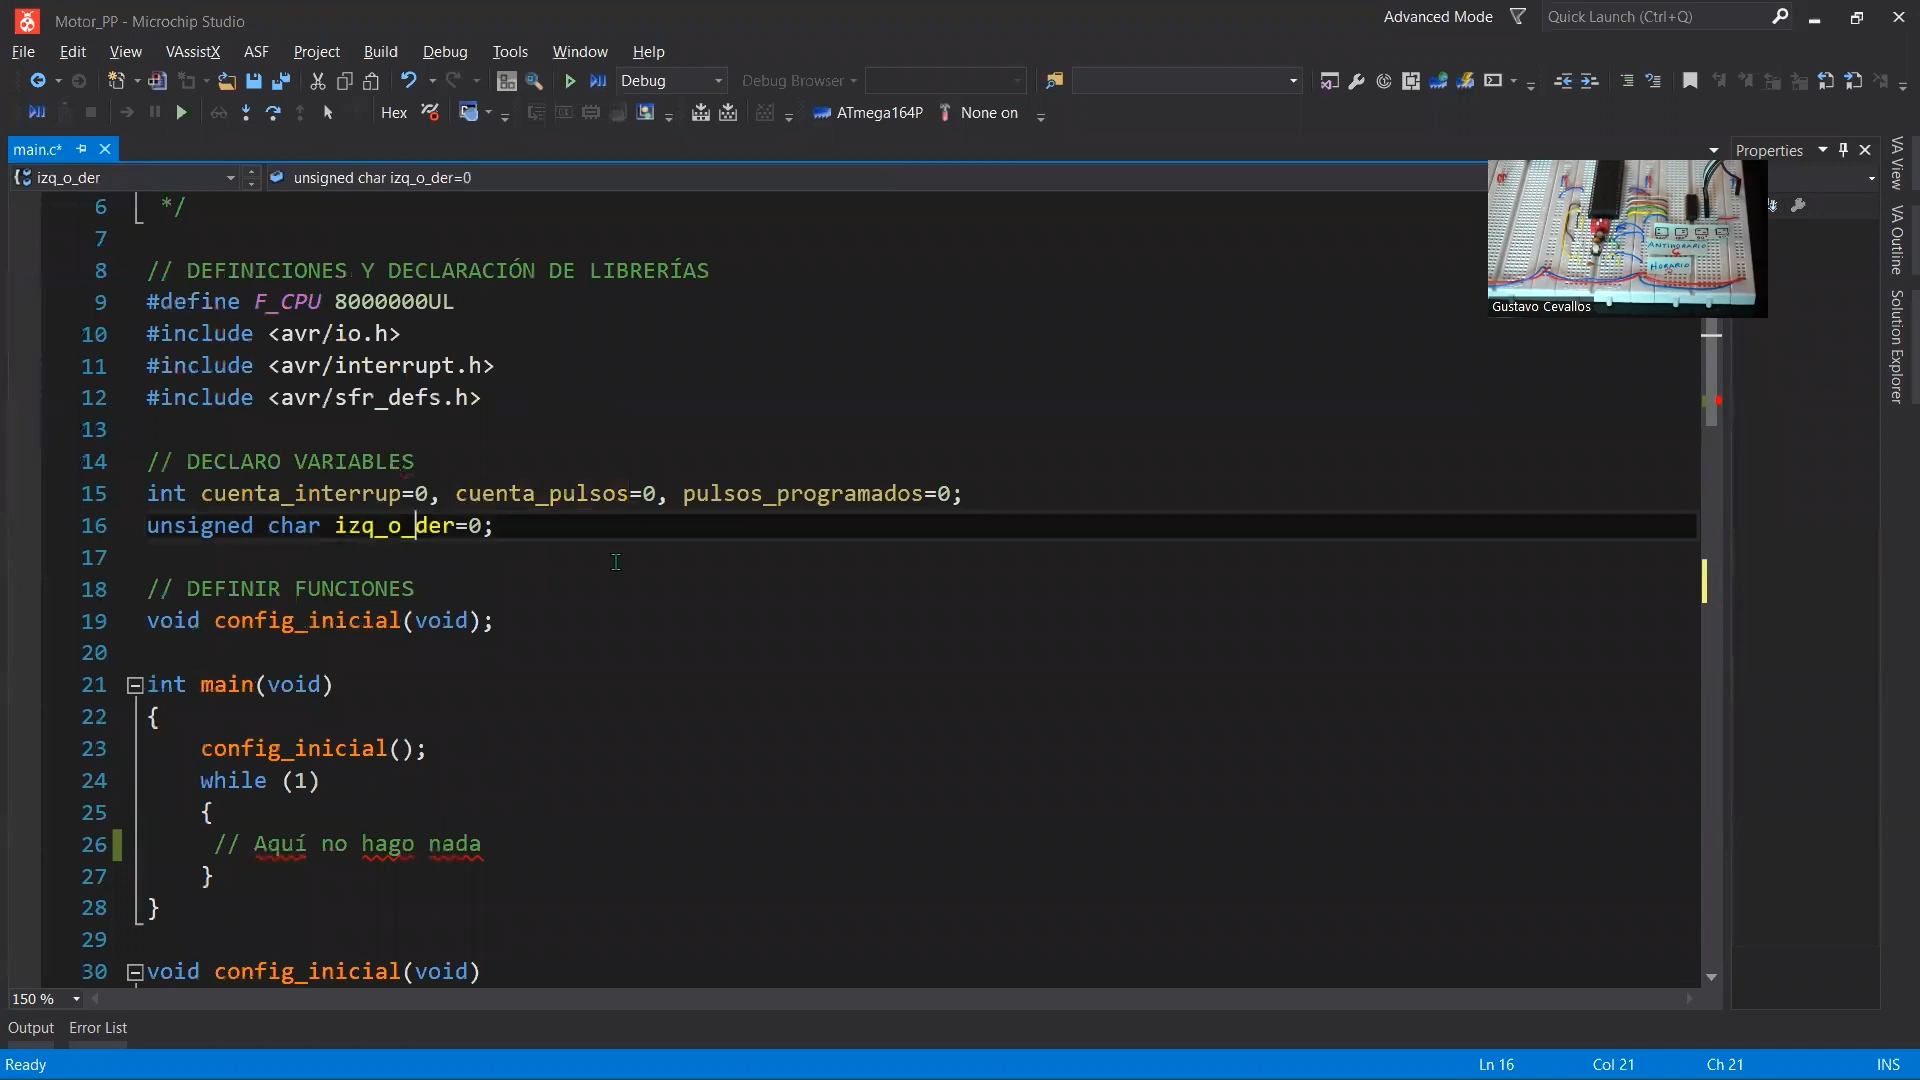 Motor_PP - Microchip Studio
Advanced Mode
Quick Launch (Ctrl+Q)
File Edit View VAssistX ASF Project Build Debug Tools Window Help
Debug
Debug Browser
Hex
ATmega164P
None on
main.c*
Properties
izq_o_der
unsigned char izq_o_der=0
6 */
7
8 // DEFINICIONES Y DECLARACIÓN DE LIBRERÍAS
9 #define F_CPU 8000000UL
10 #include <avr/io.h>
11 #include <avr/interrupt.h>
12 #include <avr/sfr_defs.h>
13
14 // DECLARO VARIABLES
15 int cuenta_interrup=0, cuenta_pulsos=0, pulsos_programados=0;
16 unsigned char izq_o_der=0;
17
18 // DEFINIR FUNCIONES
19 void config_inicial(void);
20
21 int main(void)
22 {
23 config_inicial();
24 while (1)
25 {
26 // Aquí no hago nada
27 }
28 }
29
30 void config_inicial(void)
ANTIHORARIO
HORARIO
Gustavo Cevallos
VA View
VA Outline
Solution Explorer
150 %
Output Error List
Ready
Ln 16 Col 21 Ch 21 INS